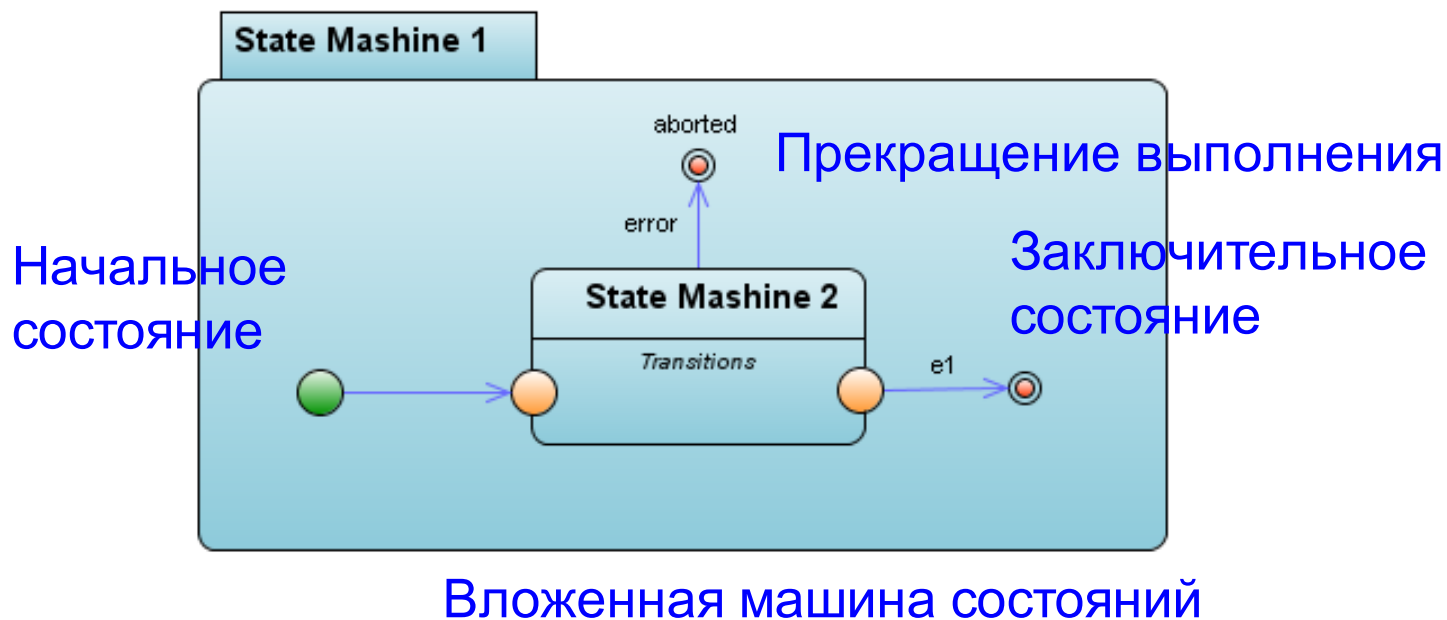 State Mashine 1
aborted
Прекращение выполнения
error
Начальное
состояние
Заключительное
состояние
State Mashine 2
Transitions
e1
Вложенная машина состояний